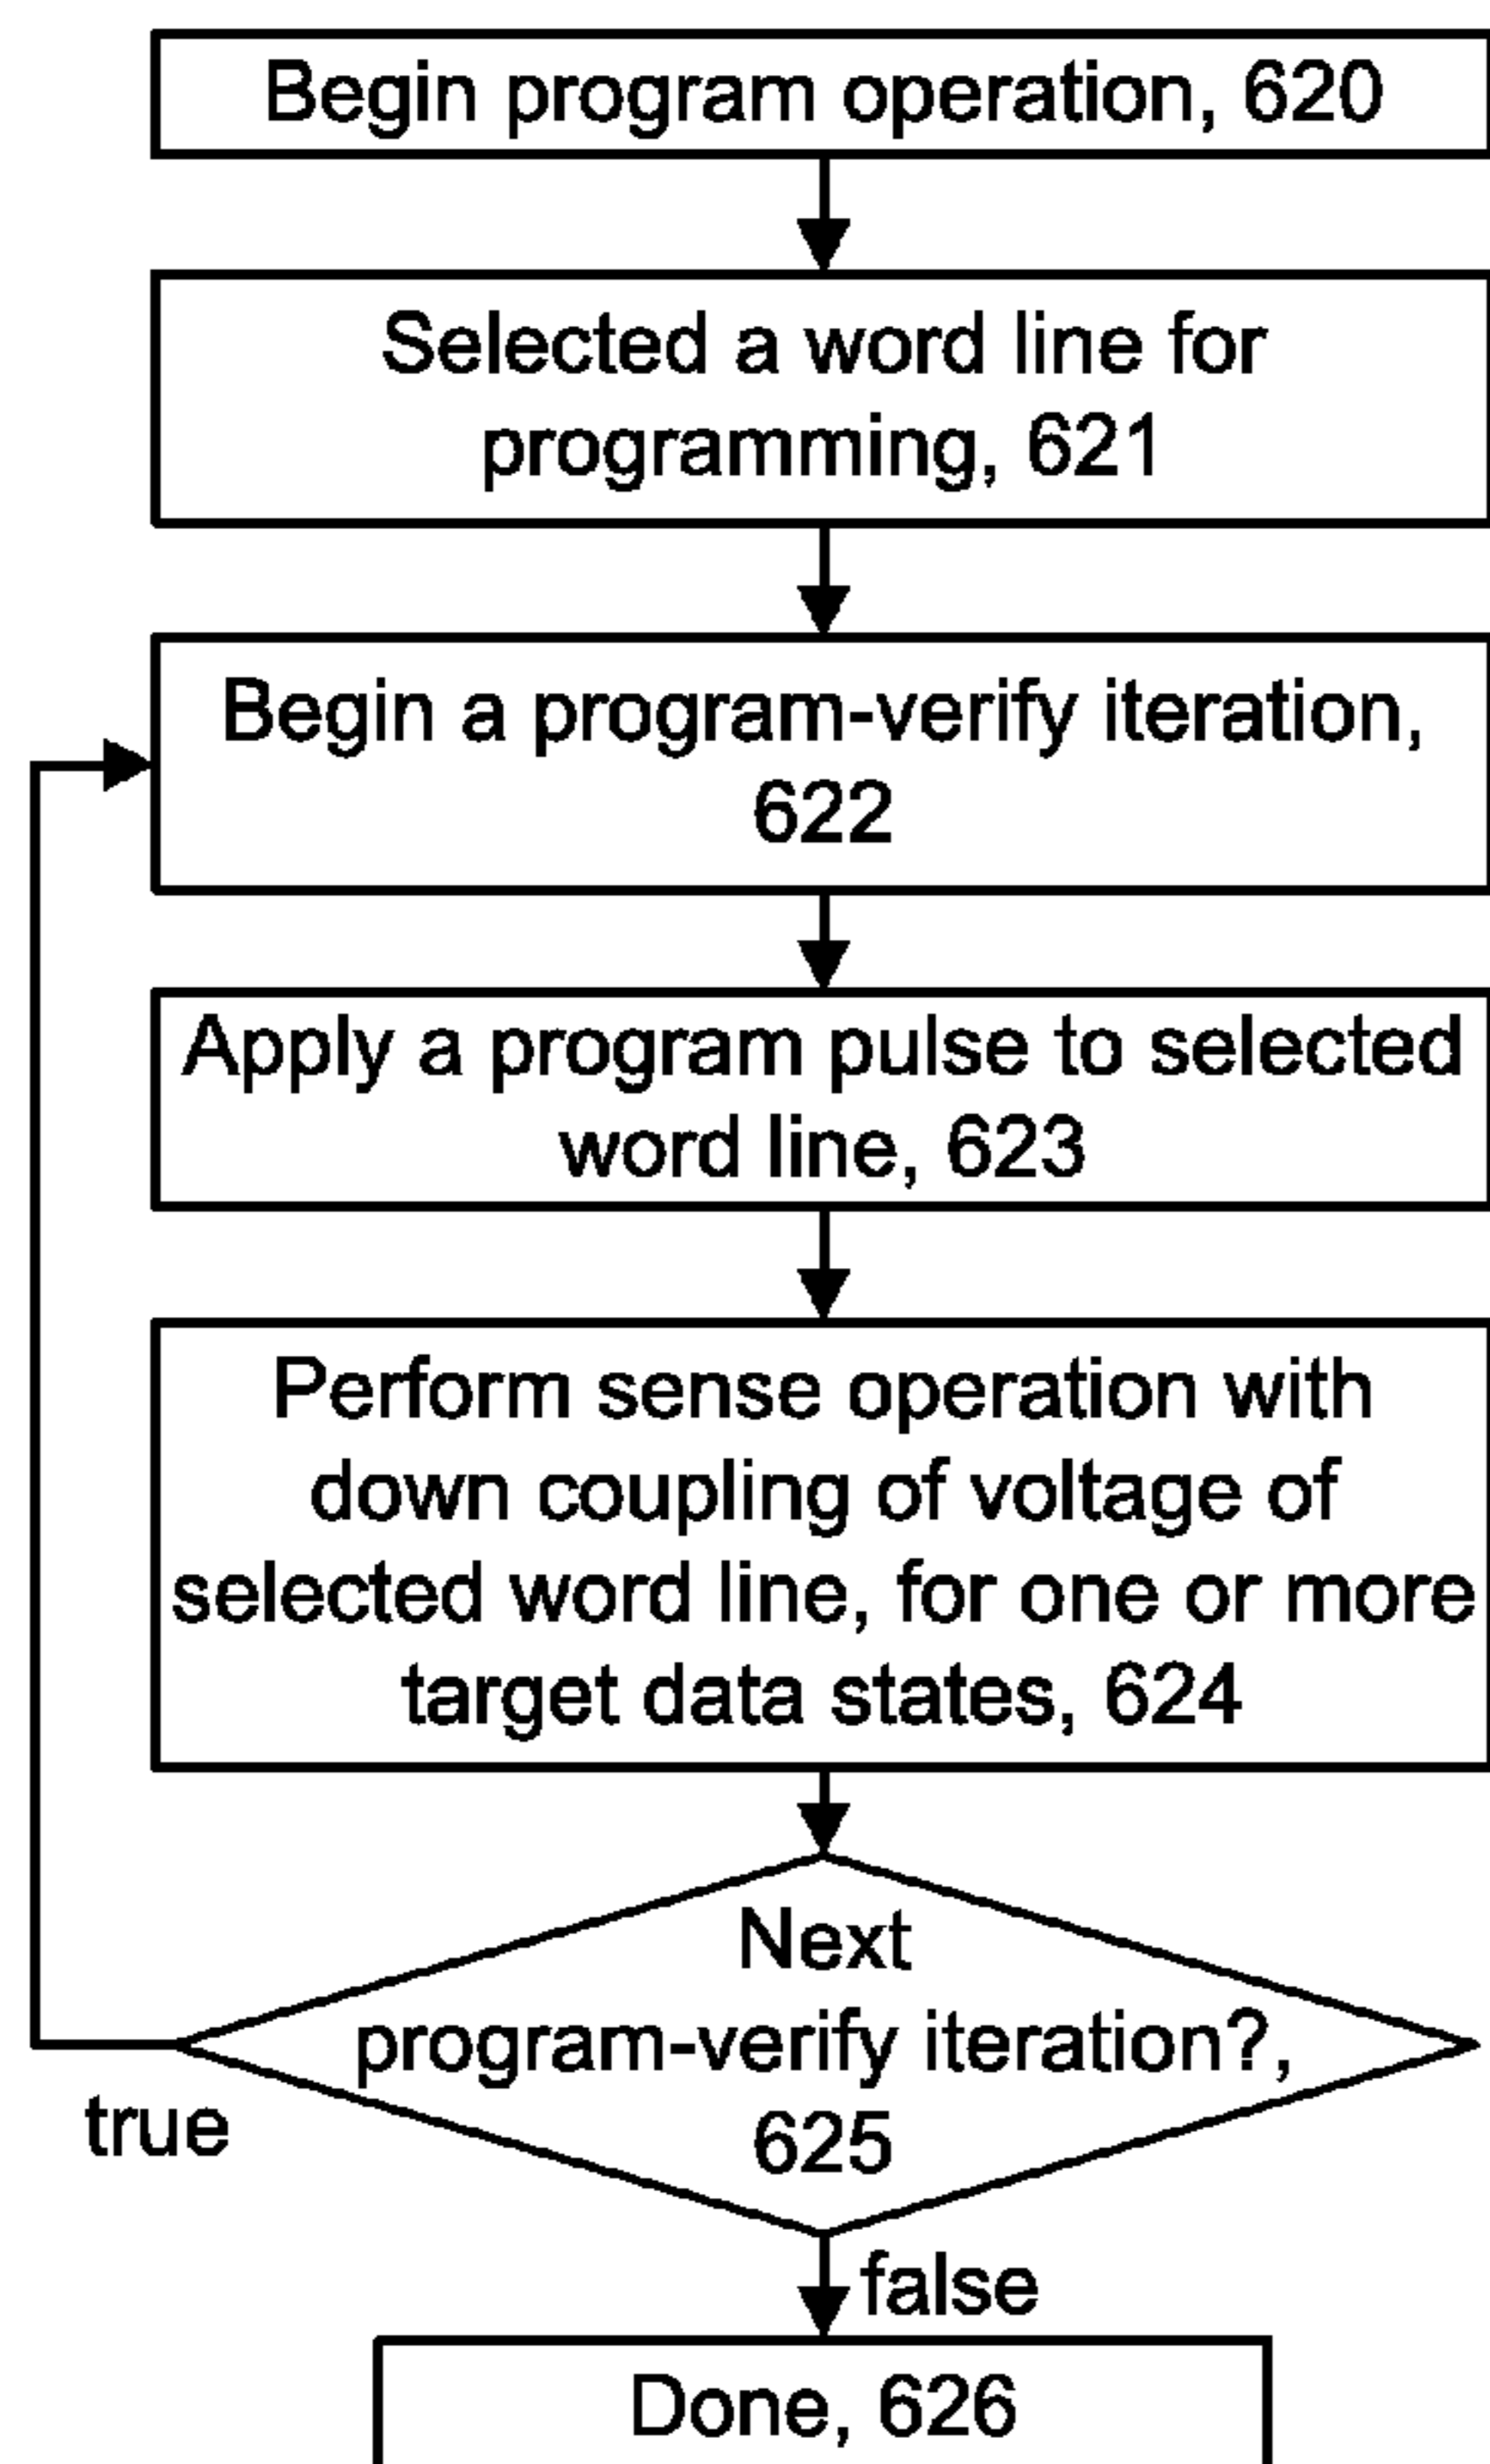 Begin program operation, 620
Selected a word line for
programming, 621
Begin a program-verify iteration,
622
Apply a program pulse to selected
word line, 623
Perform sense operation with
down coupling of voltage of
selected word line, for one or more
target data states, 624
Next
program-verify iteration?,
625
true
false
Done, 626